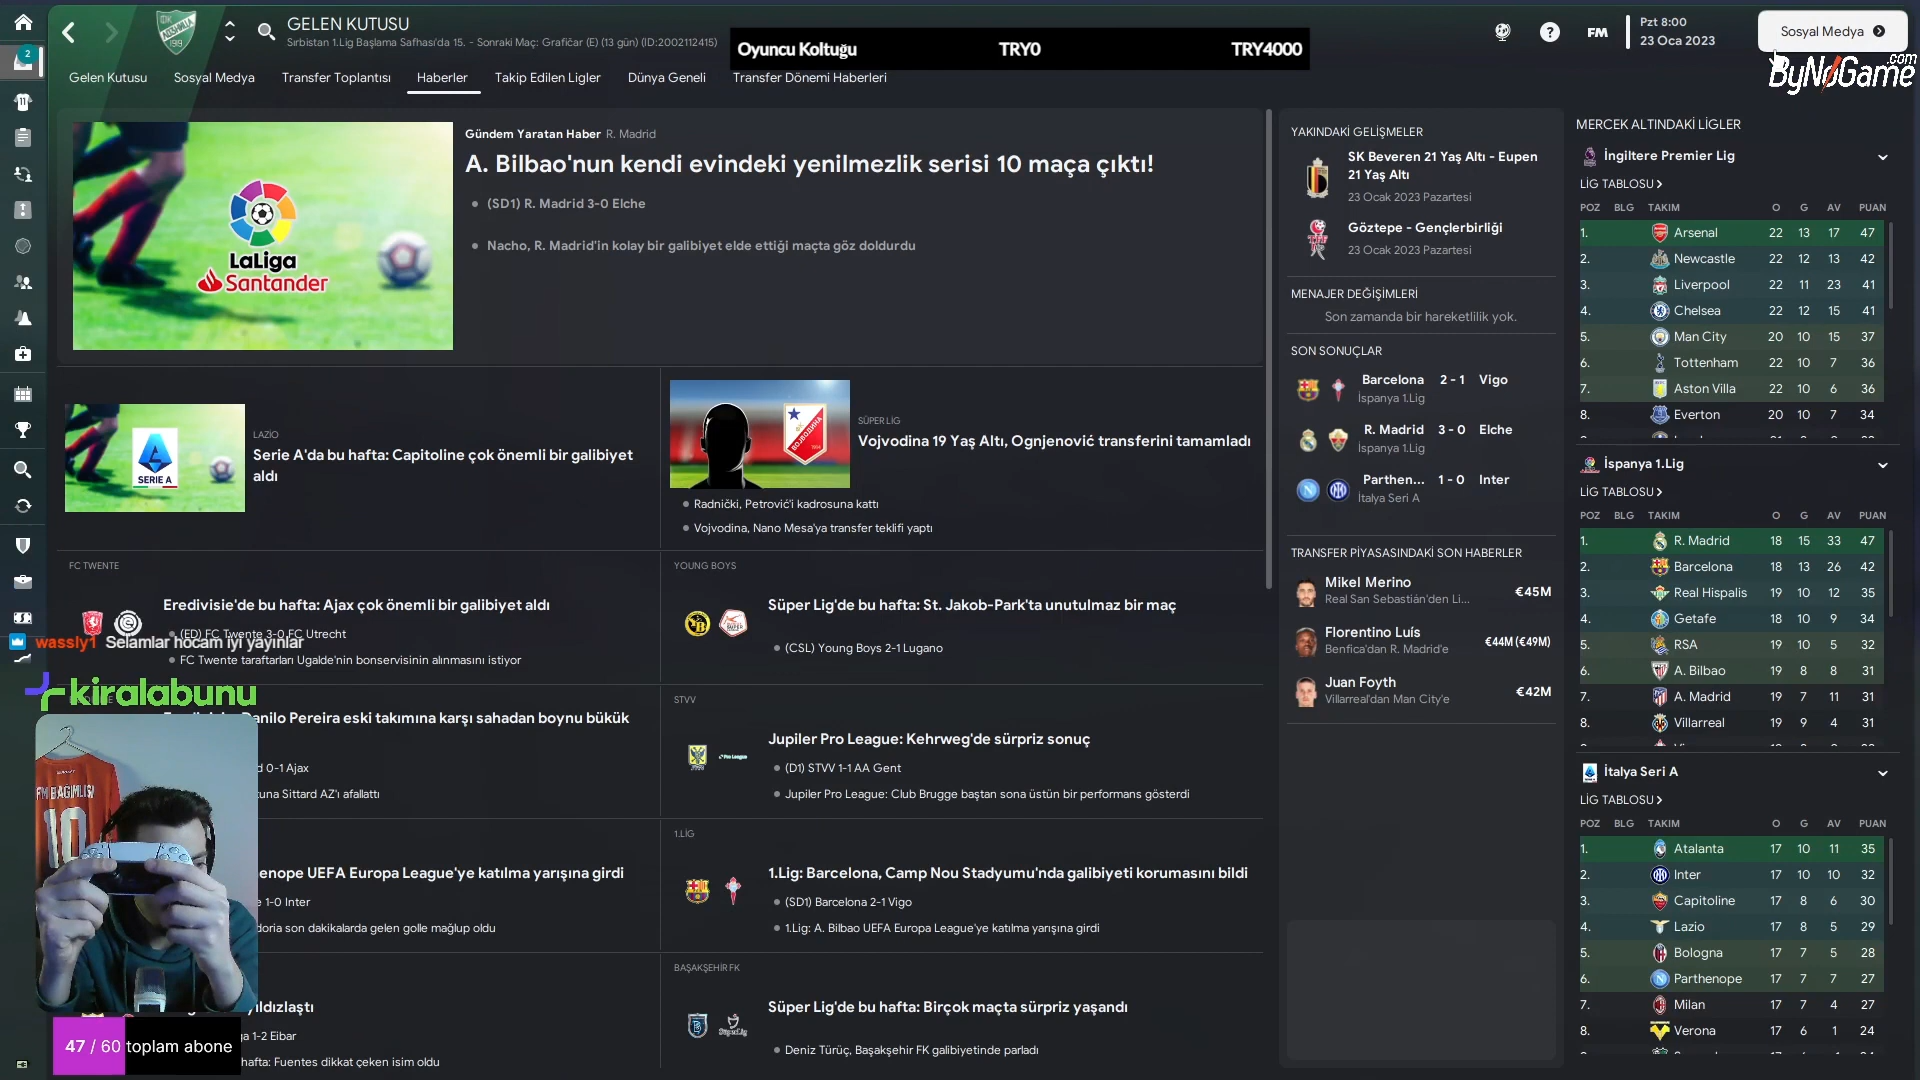 GELEN KUTUSU
Sırbistan 1.Lig Başlama Safhası'da 15. - Sonraki Maç: Grafičar (E) (13 gün) (ID:2002112415)
Oyuncu Koltuğu TRY0 TRY4000
FM
Pzt 8:00
23 Oca 2023
Sosyal Medya
ByNoGame.com
2
Gelen Kutusu Sosyal Medya Transfer Toplantısı Haberler Takip Edilen Ligler Dünya Geneli Transfer Dönemi Haberleri
LaLiga
Santander
Gündem Yaratan Haber R. Madrid
A. Bilbao'nun kendi evindeki yenilmezlik serisi 10 maça çıktı!
(SD1) R. Madrid 3-0 Elche
Nacho, R. Madrid'in kolay bir galibiyet elde ettiği maçta göz doldurdu
SERIE A
LAZIO
Serie A'da bu hafta: Capitoline çok önemli bir galibiyet
aldı
SÜPER LİG
Vojvodina 19 Yaş Altı, Ognjenović transferini tamamladı
Radnički, Petrović'i kadrosuna kattı
Vojvodina, Nano Mesa'ya transfer teklifi yaptı
FC TWENTE
Eredivisie'de bu hafta: Ajax çok önemli bir galibiyet aldı
(ED) FC Twente 3-0 FC Utrecht
FC Twente taraftarları Ugalde'nin bonservisinin alınmasını istiyor
wassly1 Selamlar hocam iyi yayınlar
kiralabunu
YOUNG BOYS
Süper Lig'de bu hafta: St. Jakob-Park'ta unutulmaz bir maç
(CSL) Young Boys 2-1 Lugano
Danilo Pereira eski takımına karşı sahadan boynu bükük
d 0-1 Ajax
una Sittard AZ'ı afallattı
STVV
Jupiler Pro League: Kehrweg'de sürpriz sonuç
(D1) STVV 1-1 AA Gent
Jupiler Pro League: Club Brugge baştan sona üstün bir performans gösterdi
enope UEFA Europa League'ye katılma yarışına girdi
e 1-0 Inter
doria son dakikalarda gelen golle mağlup oldu
1.LİG
1.Lig: Barcelona, Camp Nou Stadyumu'nda galibiyeti korumasını bildi
(SD1) Barcelona 2-1 Vigo
1.Lig: A. Bilbao UEFA Europa League'ye katılma yarışına girdi
yıldızlaştı
ga 1-2 Eibar
hafta: Fuentes dikkat çeken isim oldu
BAŞAKŞEHİR FK
Süper Lig'de bu hafta: Birçok maçta sürpriz yaşandı
Deniz Türüç, Başakşehir FK galibiyetinde parladı
FM BAGIMLISI
10
47 / 60 toplam abone
YAKINDAKİ GELİŞMELER
SK Beveren 21 Yaş Altı - Eupen
21 Yaş Altı
23 Ocak 2023 Pazartesi
Göztepe - Gençlerbirliği
23 Ocak 2023 Pazartesi
MENAJER DEĞİŞİMLERİ
Son zamanda bir hareketlilik yok.
SON SONUÇLAR
Barcelona 2 - 1 Vigo
İspanya 1.Lig
R. Madrid 3 - 0 Elche
İspanya 1.Lig
Parthen... 1 - 0 Inter
İtalya Seri A
TRANSFER PİYASASINDAKİ SON HABERLER
Mikel Merino €45M
Real San Sebastián'den Li...
Florentino Luís €44M (€49M)
Benfica'dan R. Madrid'e
Juan Foyth €42M
Villarreal'dan Man City'e
MERCEK ALTINDAKİ LİGLER
İngiltere Premier Lig
LİG TABLOSU
POZ BLG TAKIM O G AV PUAN
1. Arsenal 22 13 17 47
2. Newcastle 22 12 13 42
3. Liverpool 22 11 23 41
4. Chelsea 22 12 15 41
5. Man City 20 10 15 37
6. Tottenham 22 10 7 36
7. Aston Villa 22 10 6 36
8. Everton 20 10 7 34
İspanya 1.Lig
LİG TABLOSU
POZ BLG TAKIM O G AV PUAN
1. R. Madrid 18 15 33 47
2. Barcelona 18 13 26 42
3. Real Hispalis 19 10 12 35
4. Getafe 18 10 9 34
5. RSA 19 10 5 32
6. A. Bilbao 19 8 8 31
7. A. Madrid 19 7 11 31
8. Villarreal 19 9 4 31
İtalya Seri A
LİG TABLOSU
POZ BLG TAKIM O G AV PUAN
1. Atalanta 17 10 11 35
2. Inter 17 10 10 32
3. Capitoline 17 8 6 30
4. Lazio 17 8 5 29
5. Bologna 17 7 5 28
6. Parthenope 17 7 7 27
7. Milan 17 7 4 27
8. Verona 17 6 1 24